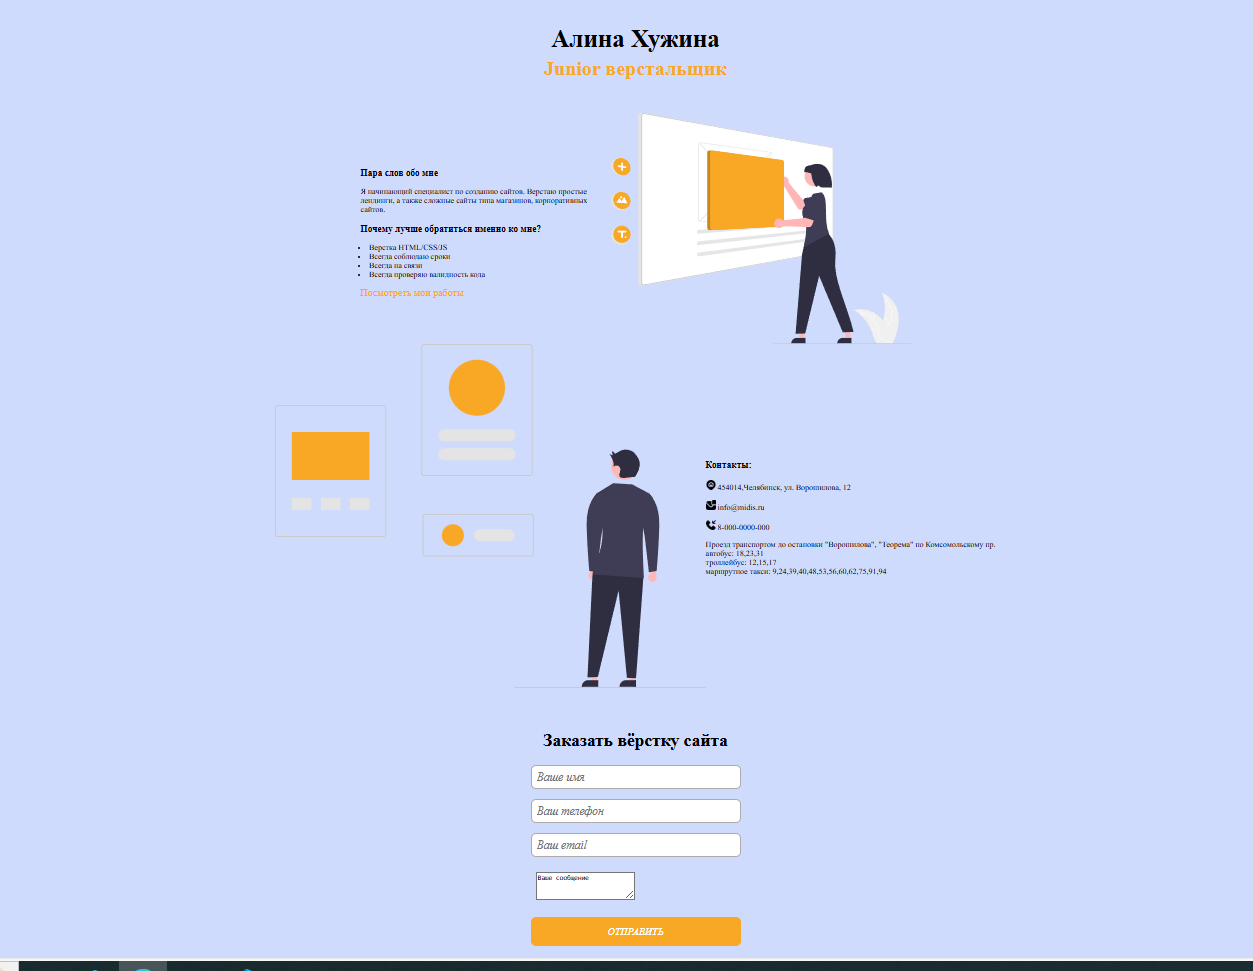 Алина Хужина
Junior верстальщик
Пара слов обо мне
Я начинающий специалист по созданию сайтов. Верстаю простые
лендинги, а также сложные сайты типа магазинов, корпоративных
сайтов.
Почему лучше обратиться именно ко мне?
Верстка HTML/CSS/JS
Всегда соблюдаю сроки
Всегда на связи
Всегда проверяю валидность кода
Посмотреть мои работы
Контакты:
454014,Челябинск, ул. Ворошилова, 12
info@midis.ru
8-000-0000-000
Проезд транспортом до остановки "Ворошилова", "Теорема" по Комсомольскому пр.
автобус: 18,23,31
троллейбус: 12,15,17
маршрутное такси: 9,24,39,40,48,53,56,60,62,75,91,94
Заказать вёрстку сайта
Ваше имя
Ваш телефон
Ваш email
Ваше сообщение
ОТПРАВИТЬ